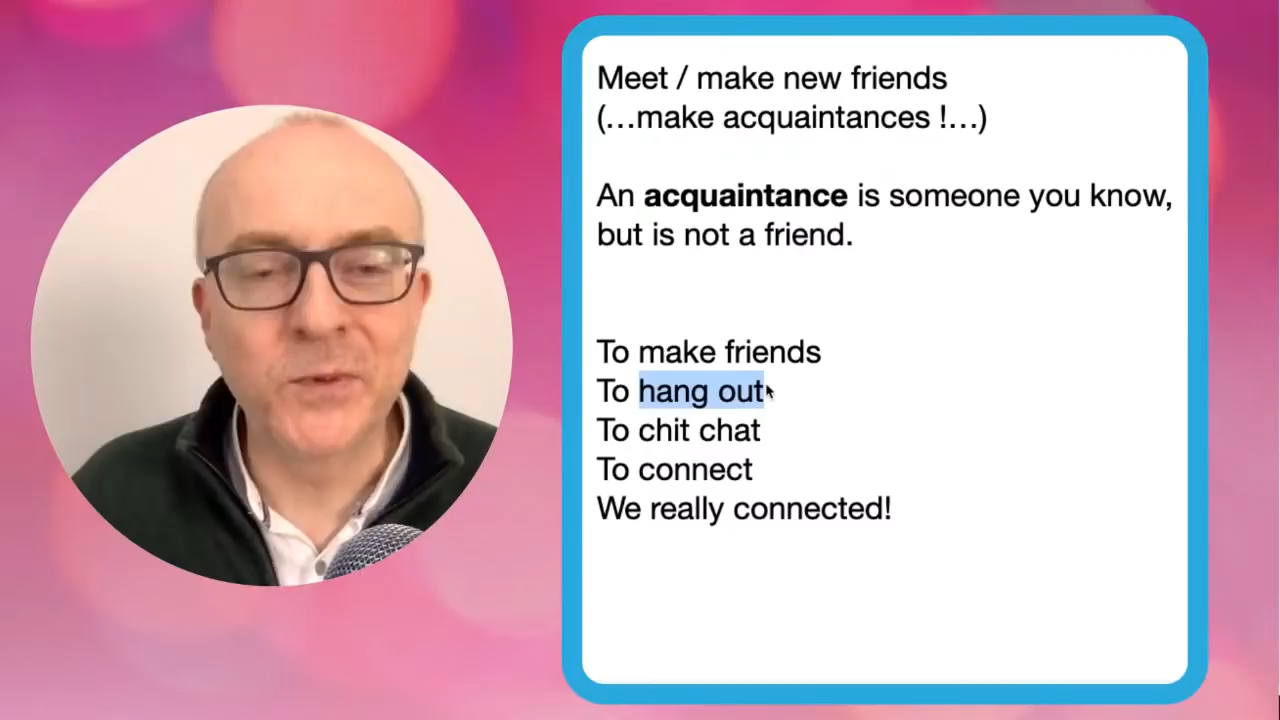 Meet / make new friends
(…make acquaintances !…)
An acquaintance is someone you know,
but is not a friend.
To make friends
To hang out
To chit chat
To connect
We really connected!